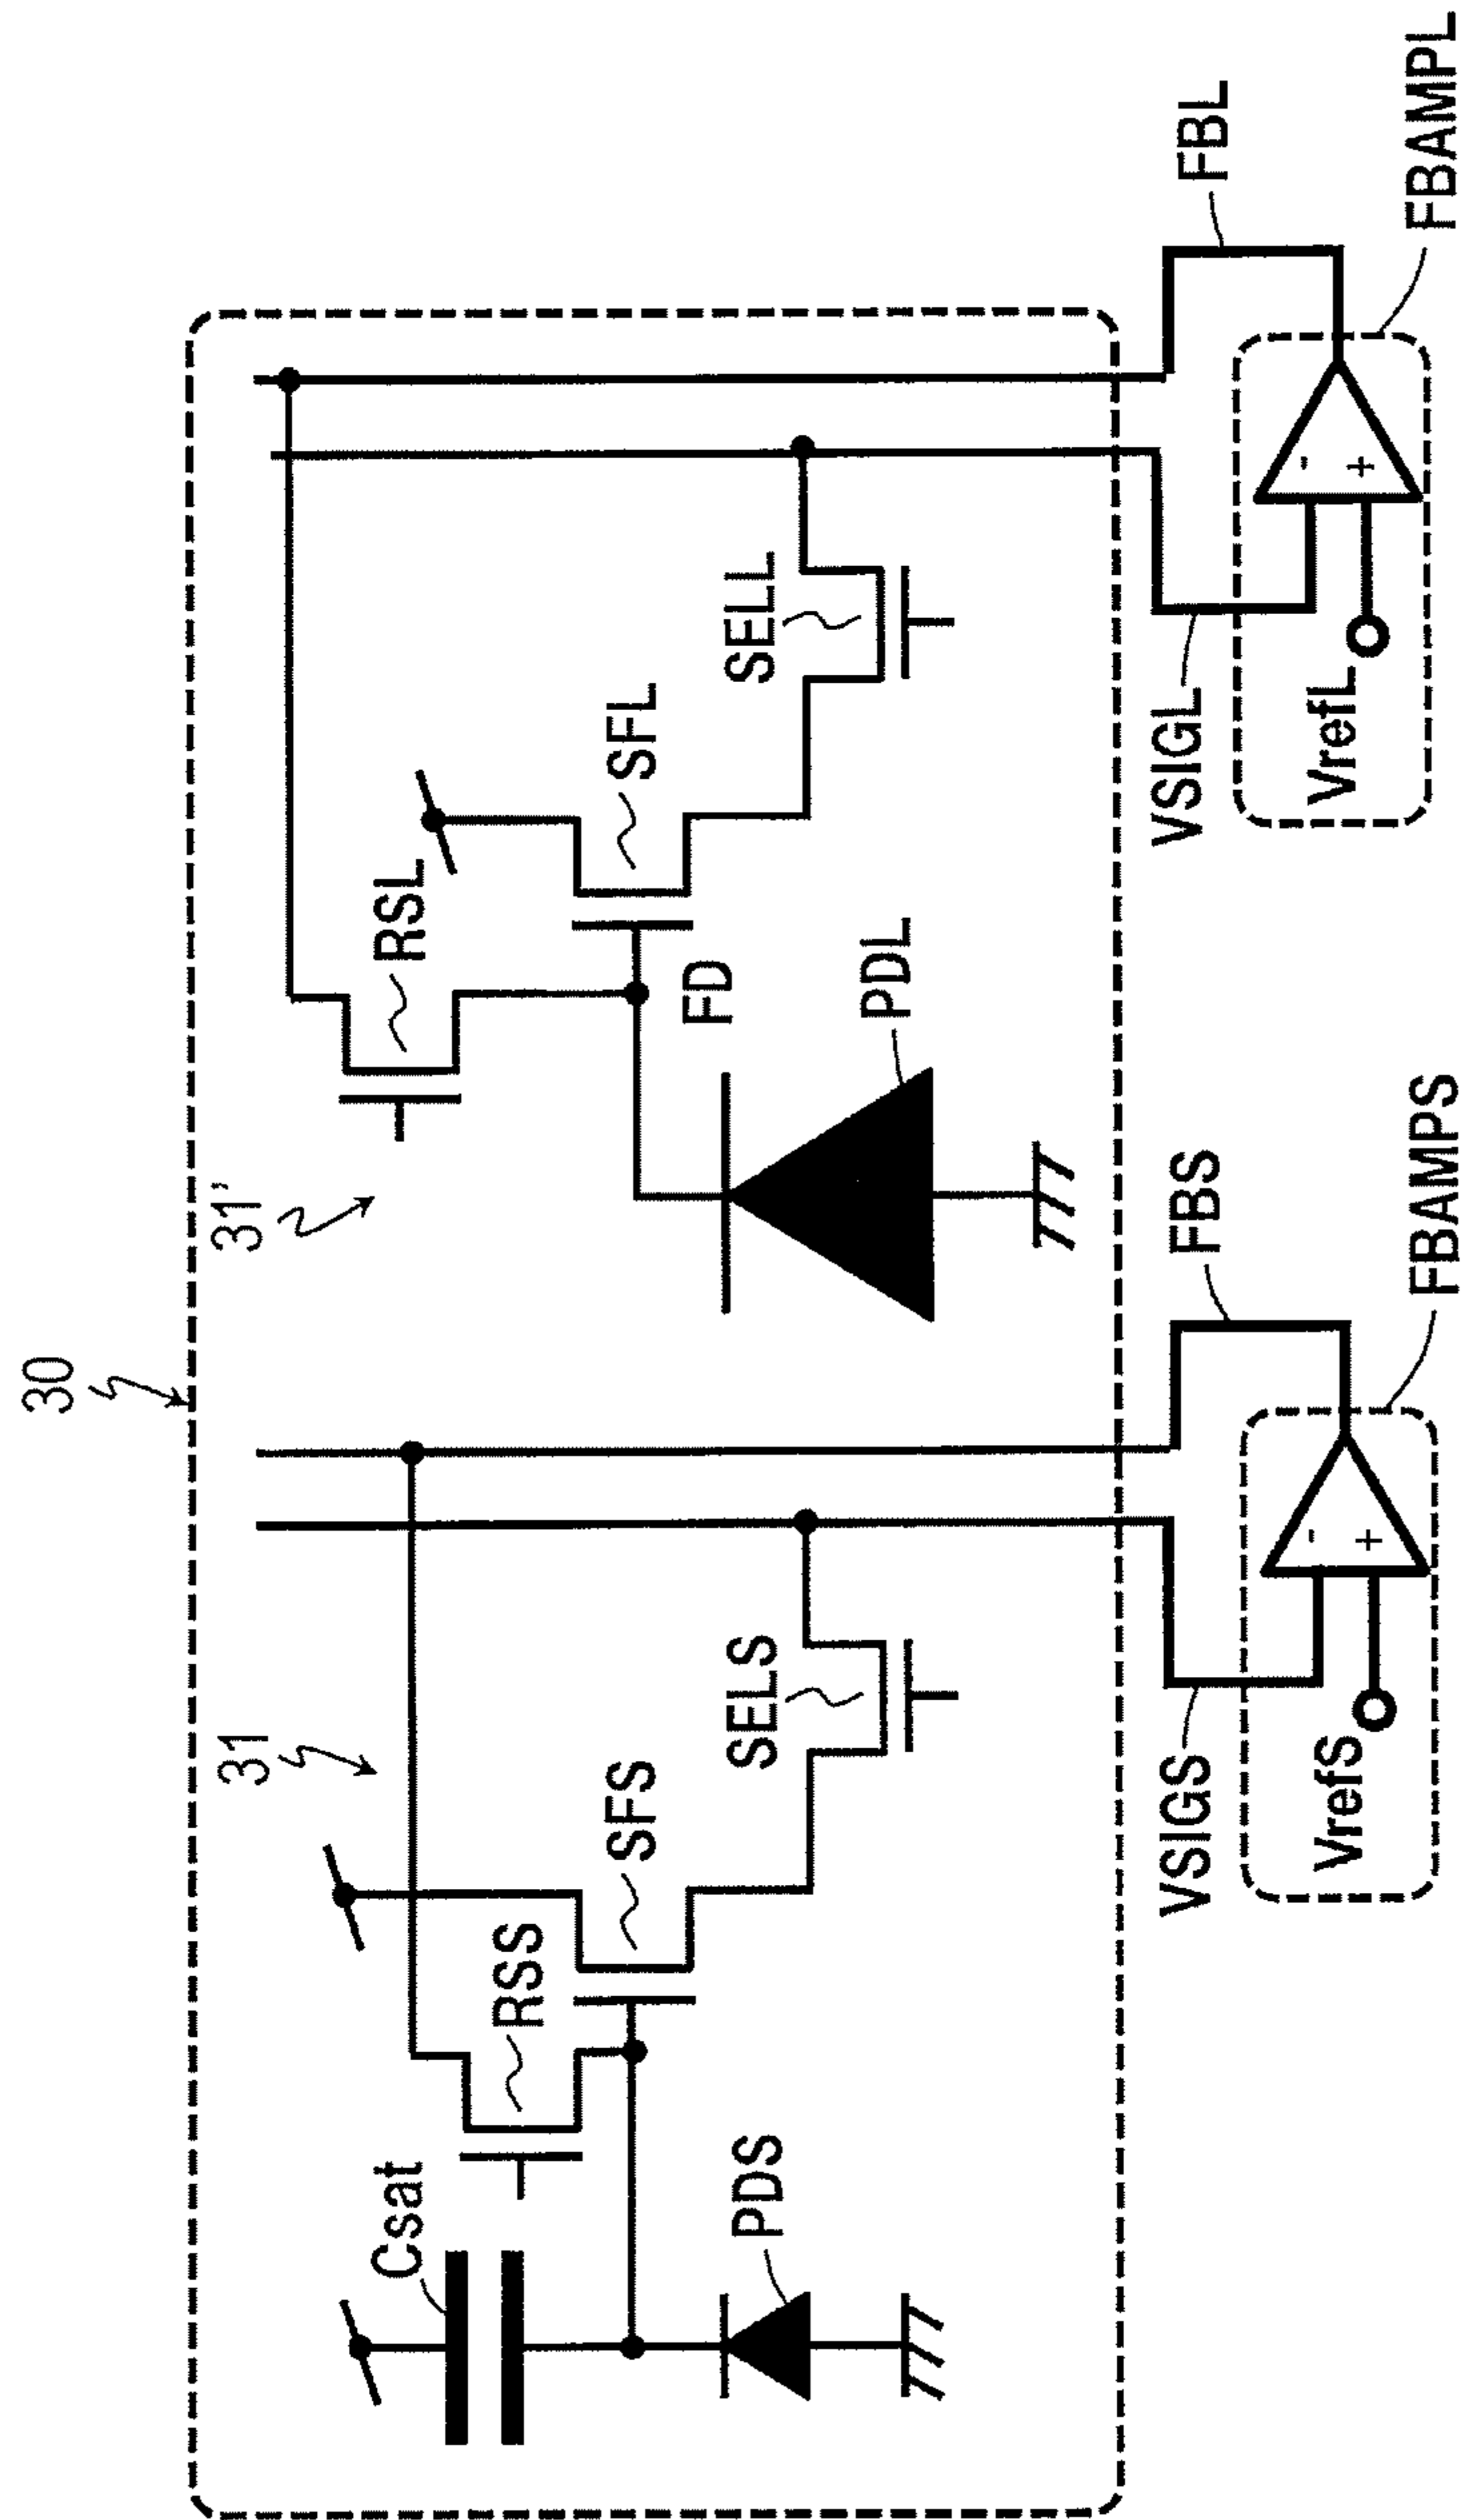 30
31
31'
Csat
RSL
RSS
SFS
SFL
FD
PDS
SELS
SELL
PDL
VSIGS
FBS
VSIGL
FBL
-
-
VrefS
+
VrefL
+
FBAMPS
FBAMPL